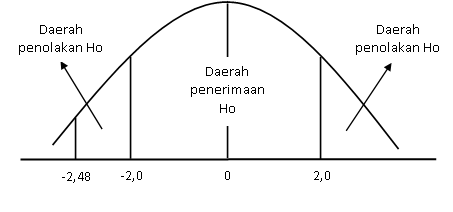 Daerah
penolakan Ho
Daerah
penerimaan
Ho
Daerah
penolakan Ho
-2,48
-2,0
0
2,0